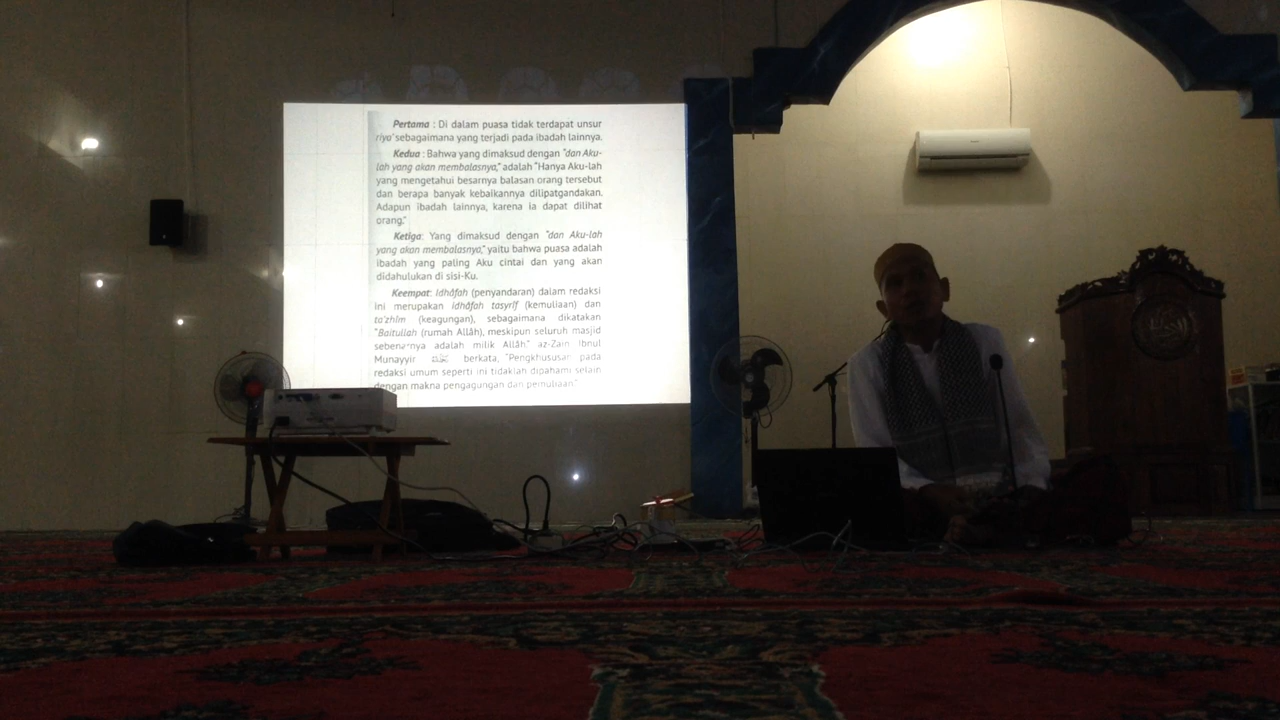 Pertama : Di dalam puasa tidak terdapat unsur
riya' sebagaimana yang terjadi pada ibadah lainnya.
Kedua : Bahwa yang dimaksud dengan "dan Aku-
lah yang akan membalasnya," adalah "Hanya Aku-lah
yang mengetahui besarnya balasan orang tersebut
dan berapa banyak kebaikannya dilipatgandakan.
Adapun ibadah lainnya, karena ia dapat dilihat
orang."
Ketiga: Yang dimaksud dengan "dan Aku-lah
yang akan membalasnya," yaitu bahwa puasa adalah
ibadah yang paling Aku cintai dan yang akan
didahulukan di sisi-Ku.
Keempat: Idhâfah (penyandaran) dalam redaksi
ini merupakan idhâfah tasyrîf (kemuliaan) dan
ta'zhîm (keagungan), sebagaimana dikatakan
"Baitullah (rumah Allâh), meskipun seluruh masjid
sebenarnya adalah milik Allâh." az-Zain Ibnul
Munayyir berkata, "Pengkhususan pada
redaksi umum seperti ini tidaklah dipahami selain
dengan makna pengagungan dan pemuliaan."